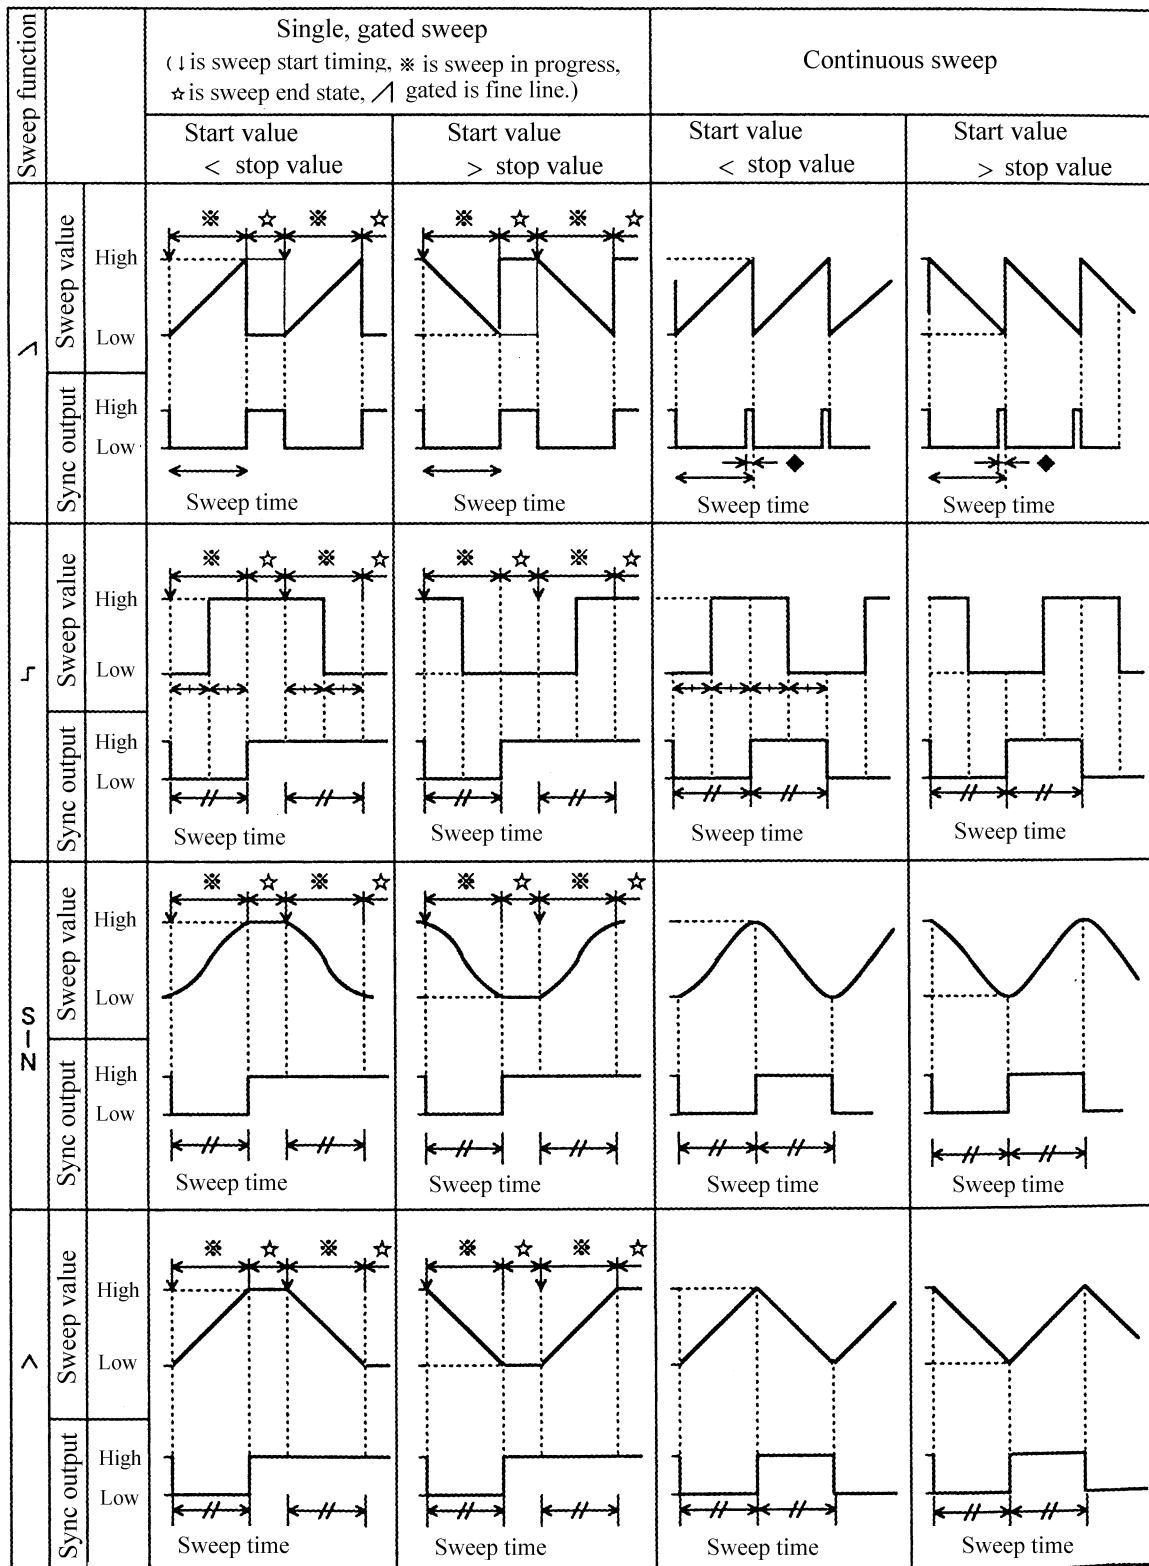 Sweep function
Single, gated sweep
(↓ is sweep start timing, ※ is sweep in progress,
☆ is sweep end state, gated is fine line.)
Continuous sweep
Start value
< stop value
Start value
> stop value
Start value
< stop value
Start value
> stop value
Sweep value
High
Low
※ ☆ ※ ☆
※ ☆ ※ ☆
Sync output
High
Low
◆
◆
Sweep time
Sweep time
Sweep time
Sweep time
Sweep value
High
Low
※ ☆ ※ ☆
※ ☆ ※ ☆
Sync output
High
Low
Sweep time
Sweep time
Sweep time
Sweep time
SIN
Sweep value
High
Low
※ ☆ ※ ☆
※ ☆ ※ ☆
Sync output
High
Low
Sweep time
Sweep time
Sweep time
Sweep time
Sweep value
High
Low
※ ☆ ※ ☆
※ ☆ ※ ☆
Sync output
High
Low
Sweep time
Sweep time
Sweep time
Sweep time